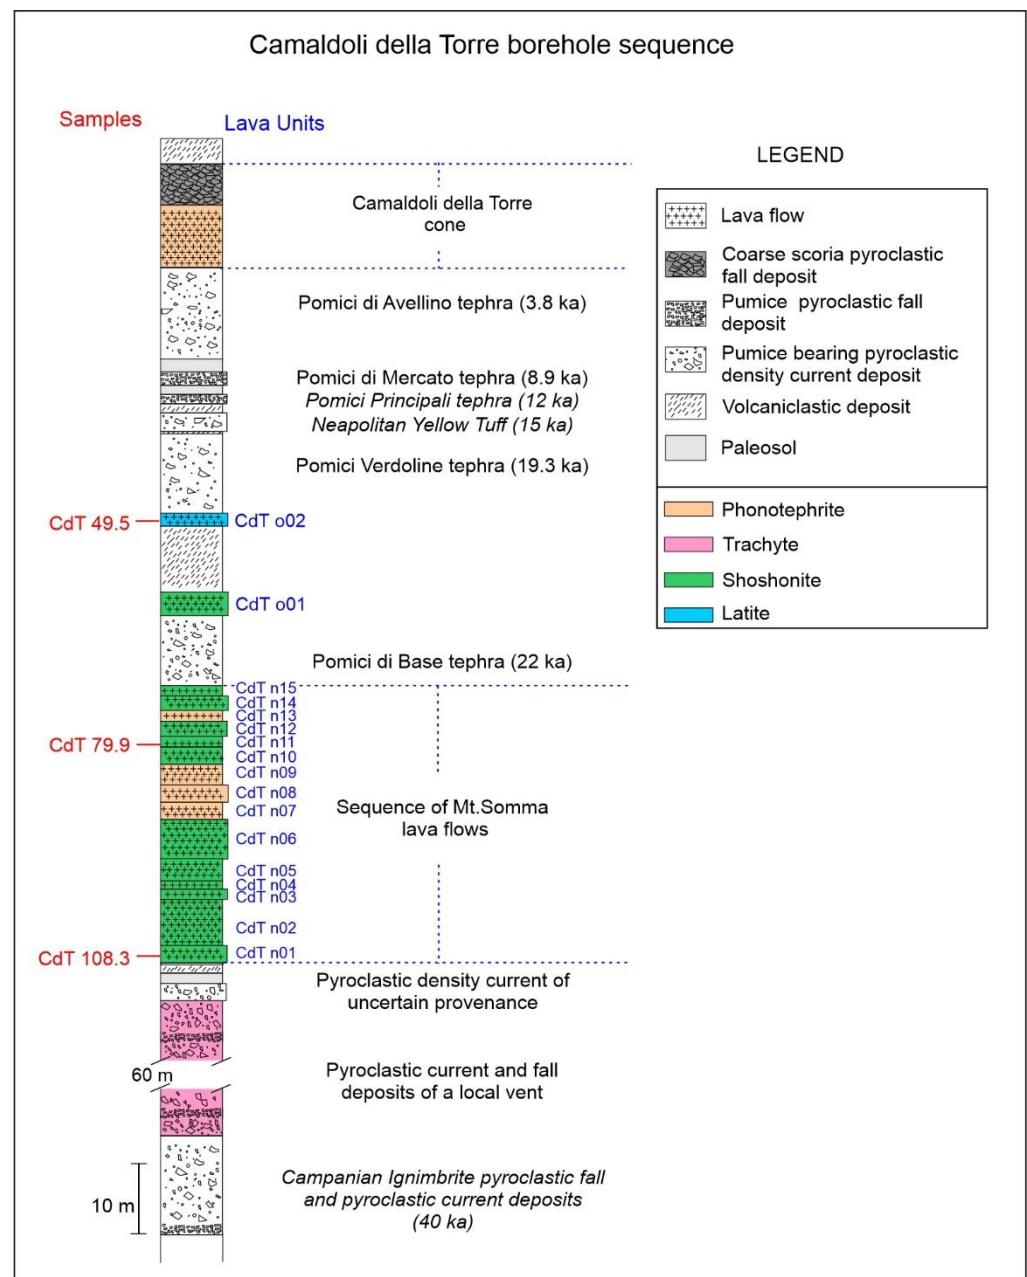 Camaldoli della Torre borehole sequence
Samples
Lava Units
LEGEND
Camaldoli della Torre
cone
Pomici di Avellino tephra (3.8 ka)
Pomici di Mercato tephra (8.9 ka)
Pomici Principali tephra (12 ka)
Neapolitan Yellow Tuff (15 ka)
Pomici Verdoline tephra (19.3 ka)
CdT 49.5
CdT o02
CdT o01
Pomici di Base tephra (22 ka)
CdT n15
CdT n14
CdT n13
CdT n12
CdT n11
CdT n10
CdT n09
CdT n08
CdT n07
CdT n06
CdT n05
CdT n04
CdT n03
CdT n02
CdT n01
CdT 79.9
CdT 108.3
Sequence of Mt.Somma
lava flows
Pyroclastic density current of
uncertain provenance
60 m
Pyroclastic current and fall
deposits of a local vent
10 m
Campanian Ignimbrite pyroclastic fall
and pyroclastic current deposits
(40 ka)
Lava flow
Coarse scoria pyroclastic
fall deposit
Pumice pyroclastic fall
deposit
Pumice bearing pyroclastic
density current deposit
Volcaniclastic deposit
Paleosol
Phonotephrite
Trachyte
Shoshonite
Latite